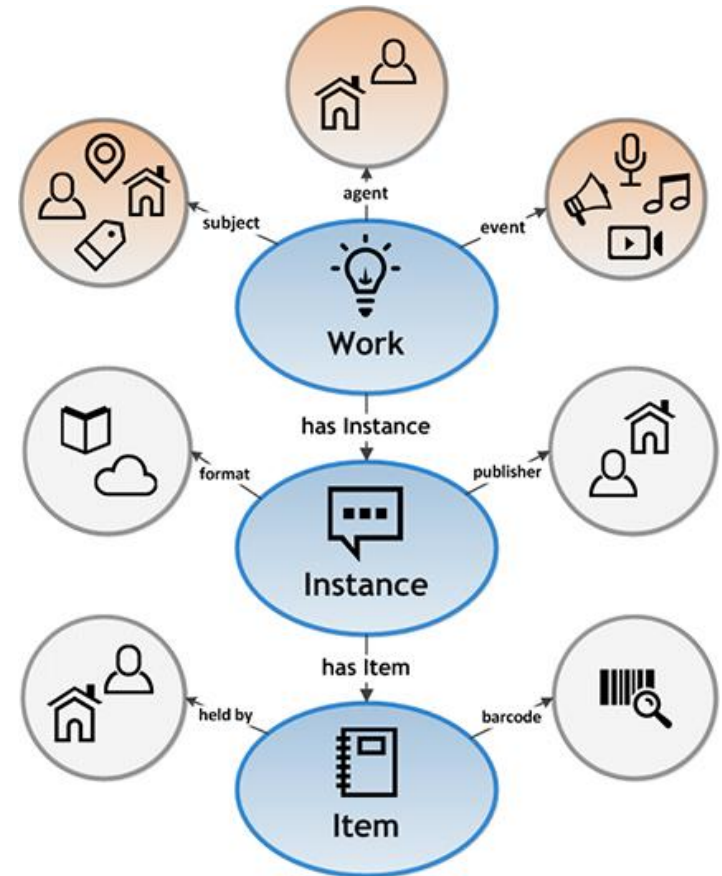 agent
subject
event
Work
has Instance
format
publisher
Instance
has Item
held by
barcode
Item